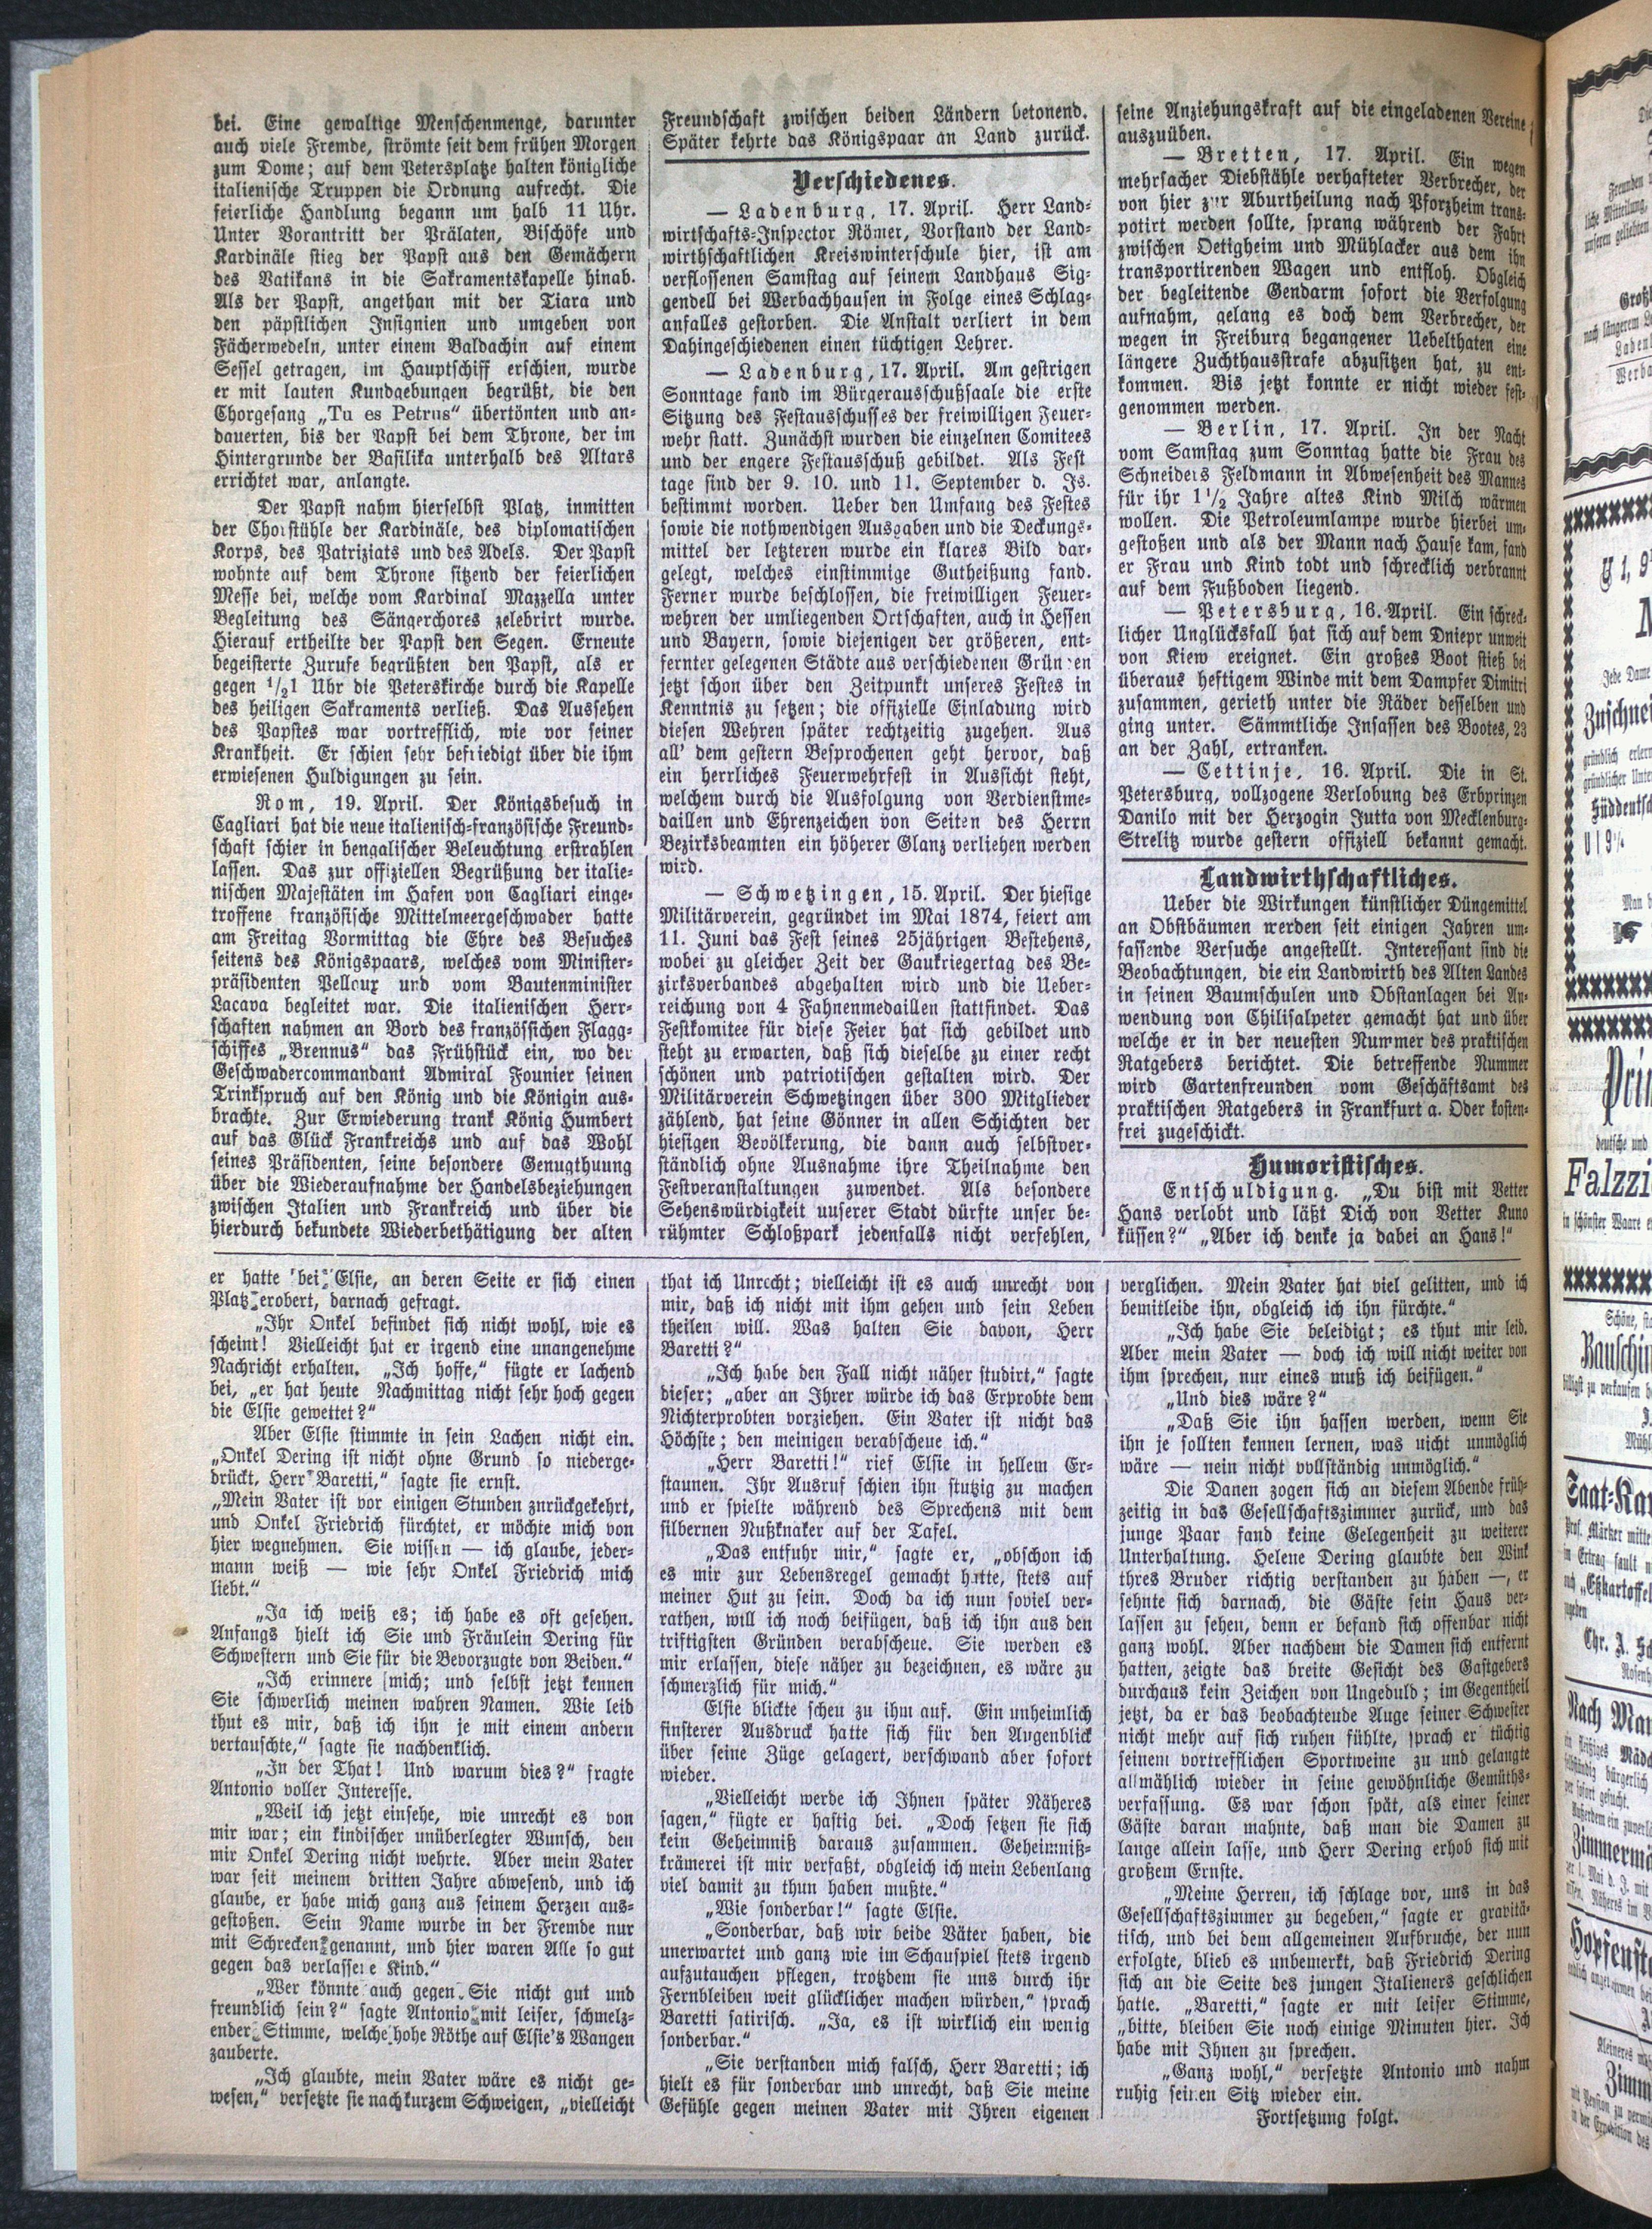 bei. Eine gewaltige Menschenmenge, darunter
auch viele Fremde, strömte seit dem frühen Morgen
zum Dome; auf dem Petersplatze halten königliche
italienische Truppen die Ordnung aufrecht. Die
feierliche Handlung begann um halb 11 Uhr.
Unter Vorantritt der Prälaten, Bischöfe und
Kardinäle stieg der Papst aus den Gemächern
des Vatikans in die Sakramentskapelle hinab.
Als der Papst, angethan mit der Tiara und
den päpstlichen Insignien und umgeben von
Fächerwedeln, unter einem Baldachin auf einem
Sessel getragen, im Hauptschiff erschien, wurde
er mit lauten Kundgebungen begrüßt, die den
Chorgesang „Tu es Petrus“ übertönten und an-
dauerten, bis der Papst bei dem Throne, der im
Hintergrunde der Basilika unterhalb des Altars
errichtet war, anlangte.
Der Papst nahm hierselbst Platz, inmitten
der Chorstühle der Kardinäle, des diplomatischen
Korps, des Patriziats und des Adels. Der Papst
wohnte auf dem Throne sitzend der feierlichen
Messe bei, welche vom Kardinal Mazzella unter
Begleitung des Sängerchores zelebrirt wurde.
Hierauf ertheilte der Papst den Segen. Erneute
begeisterte Zurufe begrüßten den Papst, als er
gegen 1/21 Uhr die Peterskirche durch die Kapelle
des heiligen Sakraments verließ. Das Aussehen
des Papstes war vortrefflich, wie vor seiner
Krankheit. Er schien sehr befriedigt über die ihm
erwiesenen Huldigungen zu sein.
Rom, 19. April. Der Königsbesuch in
Cagliari hat die neue italienisch-französische Freund-
schaft schier in bengalischer Beleuchtung erstrahlen
lassen. Das zur offiziellen Begrüßung der italie-
nischen Majestäten im Hafen von Cagliari einge-
troffene französische Mittelmeergeschwader hatte
am Freitag Vormittag die Ehre des Besuches
seitens des Königspaars, welches vom Minister-
präsidenten Pelloux und vom Bautenminister
Lacava begleitet war. Die italienischen Herr-
schaften nahmen an Bord des französischen Flagg-
schiffes „Brennus“ das Frühstück ein, wo der
Geschwadercommandant Admiral Founier seinen
Trinkspruch auf den König und die Königin aus-
brachte. Zur Erwiederung trank König Humbert
auf das Glück Frankreichs und auf das Wohl
seines Präsidenten, seine besondere Genugthuung
über die Wiederaufnahme der Handelsbeziehungen
zwischen Italien und Frankreich und über die
hierdurch bekundete Wiederbethätigung der alten
Freundschaft zwischen beiden Ländern betonend.
Später kehrte das Königspaar an Land zurück.
Verschiedenes.
— Ladenburg, 17. April. Herr Land-
wirtschafts-Inspector Römer, Vorstand der Land-
wirthschaftlichen Kreiswinterschule hier, ist am
verflossenen Samstag auf seinem Landhaus Sig-
gendell bei Werbachhausen in Folge eines Schlag-
anfalles gestorben. Die Anstalt verliert in dem
Dahingeschiedenen einen tüchtigen Lehrer.
— Ladenburg, 17. April. Am gestrigen
Sonntage fand im Bürgerausschußsaale die erste
Sitzung des Festausschusses der freiwilligen Feuer-
wehr statt. Zunächst wurden die einzelnen Comitees
und der engere Festausschuß gebildet. Als Fest
tage sind der 9. 10. und 11. September d. Js.
bestimmt worden. Ueber den Umfang des Festes
sowie die nothwendigen Ausgaben und die Deckungs-
mittel der letzteren wurde ein klares Bild dar-
gelegt, welches einstimmige Gutheißung fand.
Ferner wurde beschlossen, die freiwilligen Feuer-
wehren der umliegenden Ortschaften, auch in Hessen
und Bayern, sowie diejenigen der größeren, ent-
fernter gelegenen Städte aus verschiedenen Gründen
jetzt schon über den Zeitpunkt unseres Festes in
Kenntnis zu setzen; die offizielle Einladung wird
diesen Wehren später rechtzeitig zugehen. Aus
all' dem gestern Besprochenen geht hervor, daß
ein herrliches Feuerwehrfest in Aussicht steht,
welchem durch die Ausfolgung von Verdienstme-
daillen und Ehrenzeichen von Seiten des Herrn
Bezirksbeamten ein höherer Glanz verliehen werden
wird.
— Schwetzingen, 15. April. Der hiesige
Militärverein, gegründet im Mai 1874, feiert am
11. Juni das Fest seines 25jährigen Bestehens,
wobei zu gleicher Zeit der Gaukriegertag des Be-
zirksverbandes abgehalten wird und die Ueber-
reichung von 4 Fahnenmedaillen stattfindet. Das
Festkomitee für diese Feier hat sich gebildet und
steht zu erwarten, daß sich dieselbe zu einer recht
schönen und patriotischen gestalten wird. Der
Militärverein Schwetzingen über 300 Mitglieder
zählend, hat seine Gönner in allen Schichten der
hiesigen Bevölkerung, die dann auch selbstver-
ständlich ohne Ausnahme ihre Theilnahme den
Festveranstaltungen zuwendet. Als besondere
Sehenswürdigkeit uuserer Stadt dürfte unser be-
rühmter Schloßpark jedenfalls nicht verfehlen,
seine Anziehungskraft auf die eingeladenen Vereine
auszuüben.
— Bretten, 17. April. Ein wegen
mehrfacher Diebstähle verhafteter Verbrecher, der
von hier zur Aburtheilung nach Pforzheim trans-
potirt werden sollte, sprang während der Fahrt
zwischen Oetigheim und Mühlacker aus dem ihn
transportirenden Wagen und entfloh. Obgleich
der begleitende Gendarm sofort die Verfolgung
aufnahm, gelang es doch dem Verbrecher, der
wegen in Freiburg begangener Uebelthaten eine
längere Zuchthausstrafe abzusitzen hat, zu ent-
kommen. Bis jetzt konnte er nicht wieder fest-
genommen werden.
— Berlin, 17. April. In der Nacht
vom Samstag zum Sonntag hatte die Frau des
Schneiders Feldmann in Abwesenheit des Mannes
für ihr 1 1/2 Jahre altes Kind Milch wärmen
wollen. Die Petroleumlampe wurde hierbei um-
gestoßen und als der Mann nach Hause kam, fand
er Frau und Kind todt und schrecklich verbrannt
auf dem Fußboden liegend.
— Petersburg, 16. April. Ein schreck-
licher Unglücksfall hat sich auf dem Dniepr unweit
von Kiew ereignet. Ein großes Boot stieß bei
überaus heftigem Winde mit dem Dampfer Dimitri
zusammen, gerieth unter die Räder desselben und
ging unter. Sämmtliche Insassen des Bootes, 23
an der Zahl, ertranken.
— Cettinje, 16. April. Die in St.
Petersburg, vollzogene Verlobung des Erbprinzen
Danilo mit der Herzogin Jutta von Mecklenburg-
Strelitz wurde gestern offiziell bekannt gemacht.
Landwirthschaftliches.
Ueber die Wirkungen künstlicher Düngemittel
an Obstbäumen werden seit einigen Jahren um-
fassende Versuche angestellt. Interessant sind die
Beobachtungen, die ein Landwirth des Alten Landes
in seinen Baumschulen und Obstanlagen bei An-
wendung von Chilisalpeter gemacht hat und über
welche er in der neuesten Nummer des praktischen
Ratgebers berichtet. Die betreffende Nummer
wird Gartenfreunden vom Geschäftsamt des
praktischen Ratgebers in Frankfurt a. Oder kosten-
frei zugeschickt.
Humoristisches.
Entschuldigung. „Du bist mit Vetter
Hans verlobt und läßt Dich von Vetter Kuno
küssen?“ „Aber ich denke ja dabei an Hans!“
er hatte bei Elsie, an deren Seite er sich einen
Platz erobert, darnach gefragt.
„Ihr Onkel befindet sich nicht wohl, wie es
scheint! Vielleicht hat er irgend eine unangenehme
Nachricht erhalten. „Ich hoffe,“ fügte er lachend
bei, „er hat heute Nachmittag nicht sehr hoch gegen
die Elsie gewettet?“
Aber Elsie stimmte in sein Lachen nicht ein.
„Onkel Dering ist nicht ohne Grund so niederge-
drückt, Herr Baretti,“ sagte sie ernst.
„Mein Vater ist vor einigen Stunden zurückgekehrt,
und Onkel Friedrich fürchtet, er möchte mich von
hier wegnehmen. Sie wissen — ich glaube, jeder-
mann weiß — wie sehr Onkel Friedrich mich
liebt.“
„Ja ich weiß es; ich habe es oft gesehen.
Anfangs hielt ich Sie und Fräulein Dering für
Schwestern und Sie für die Bevorzugte von Beiden.“
„Ich erinnere mich; und selbst jetzt kennen
Sie schwerlich meinen wahren Namen. Wie leid
thut es mir, daß ich ihn je mit einem andern
vertauschte,“ sagte sie nachdenklich.
„In der That! Und warum dies?“ fragte
Antonio voller Interesse.
„Weil ich jetzt einsehe, wie unrecht es von
mir war; ein kindischer unüberlegter Wunsch, den
mir Onkel Dering nicht wehrte. Aber mein Vater
war seit meinem dritten Jahre abwesend, und ich
glaube, er habe mich ganz aus seinem Herzen aus-
gestoßen. Sein Name wurde in der Fremde nur
mit Schrecken genannt, und hier waren Alle so gut
gegen das verlassene Kind.“
„Wer könnte auch gegen Sie nicht gut und
freundlich sein?“ sagte Antonio mit leiser, schmelz-
ender Stimme, welche hohe Röthe auf Elsie's Wangen
zauberte.
„Ich glaubte, mein Vater wäre es nicht ge-
wesen,“ versetzte sie nach kurzem Schweigen, „vielleicht
that ich Unrecht; vielleicht ist es auch unrecht von
mir, daß ich nicht mit ihm gehen und sein Leben
theilen will. Was halten Sie davon, Herr
Baretti?“
„Ich habe den Fall nicht näher studirt,“ sagte
dieser; „aber an Ihrer würde ich das Erprobte dem
Nichterprobten vorziehen. Ein Vater ist nicht das
Höchste; den meinigen verabscheue ich.“
„Herr Baretti!“ rief Elsie in hellem Er-
staunen. Ihr Ausruf schien ihn stutzig zu machen
und er spielte während des Sprechens mit dem
silbernen Nußknaker auf der Tafel.
„Das entfuhr mir,“ sagte er, „obschon ich
es mir zur Lebensregel gemacht hatte, stets auf
meiner Hut zu sein. Doch da ich nun soviel ver-
rathen, will ich noch beifügen, daß ich ihn aus den
triftigsten Gründen verabscheue. Sie werden es
mir erlassen, diese näher zu bezeichnen, es wäre zu
schmerzlich für mich.“
Elsie blickte scheu zu ihm auf. Ein unheimlich
finsterer Ausdruck hatte sich für den Augenblick
über seine Züge gelagert, verschwand aber sofort
wieder.
„Vielleicht werde ich Ihnen später Näheres
sagen,“ fügte er hastig bei. „Doch setzen sie sich
kein Geheimniß daraus zusammen. Geheimniß-
krämerei ist mir verhaßt, obgleich ich mein Lebenlang
viel damit zu thun haben mußte.“
„Wie sonderbar!“ sagte Elsie.
„Sonderbar, daß wir beide Väter haben, die
unerwartet und ganz wie im Schauspiel stets irgend
aufzutauchen pflegen, trotzdem sie uns durch ihr
Fernbleiben weit glücklicher machen würden,“ sprach
Baretti satirisch. „Ja, es ist wirklich ein wenig
sonderbar.“
„Sie verstanden mich falsch, Herr Baretti; ich
hielt es für sonderbar und unrecht, daß Sie meine
Gefühle gegen meinen Vater mit Ihren eigenen
verglichen. Mein Vater hat viel gelitten, und ich
bemitleide ihn, obgleich ich ihn fürchte.“
„Ich habe Sie beleidigt; es thut mir leid.
Aber mein Vater — doch ich will nicht weiter von
ihm sprechen, nur eines muß ich beifügen.“
„Und dies wäre?“
„Daß Sie ihn hassen werden, wenn Sie
ihn je sollten kennen lernen, was nicht unmöglich
wäre — nein nicht vollständig unmöglich.“
Die Danen zogen sich an diesem Abende früh-
zeitig in das Gesellschaftszimmer zurück, und das
junge Paar fand keine Gelegenheit zu weiterer
Unterhaltung. Helene Dering glaubte den Wink
thres Bruder richtig verstanden zu haben —, er
sehnte sich darnach, die Gäste sein Haus ver-
lassen zu sehen, denn er befand sich offenbar nicht
ganz wohl. Aber nachdem die Damen sich entfernt
hatten, zeigte das breite Gesicht des Gastgebers
durchaus kein Zeichen von Ungeduld; im Gegentheil
jetzt, da er das beobachtende Auge seiner Schwester
nicht mehr auf sich ruhen fühlte, sprach er tüchtig
seinem vortrefflichen Sportweine zu und gelangte
allmählich wieder in seine gewöhnliche Gemüths-
verfassung. Es war schon spät, als einer seiner
Gäste daran mahnte, daß man die Damen zu
lange allein lasse, und Herr Dering erhob sich mit
großem Ernste.
„Meine Herren, ich schlage vor, uns in das
Gesellschaftszimmer zu begeben,“ sagte er gravitä-
tisch, und bei dem allgemeinen Aufbruche, der nun
erfolgte, blieb es unbemerkt, daß Friedrich Dering
sich an die Seite des jungen Italieners geschlichen
hatte. „Baretti,“ sagte er mit leiser Stimme,
„bitte, bleiben Sie noch einige Minuten hier. Ich
habe mit Ihnen zu sprechen.
„Ganz wohl,“ versetzte Antonio und nahm
ruhig seinen Sitz wieder ein.
Fortsetzung folgt.